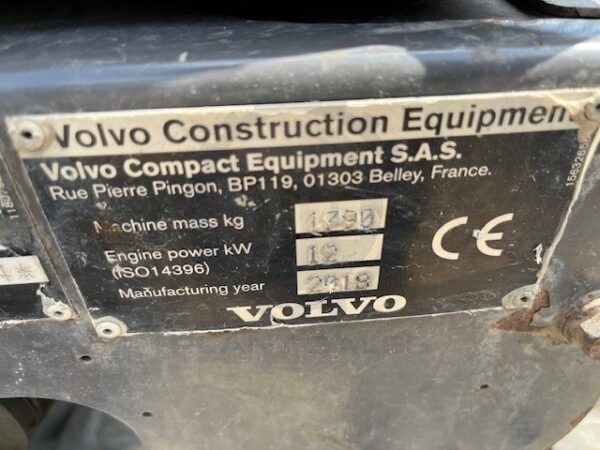 Volvo Construction Equipment
Volvo Compact Equipment S.A.S.
Rue Pierre Pingon, BP119, 01303 Belley, France.
Machine mass kg 1790
Engine power kW 12
(ISO14396)
Manufacturing year 2018
CE
VOLVO